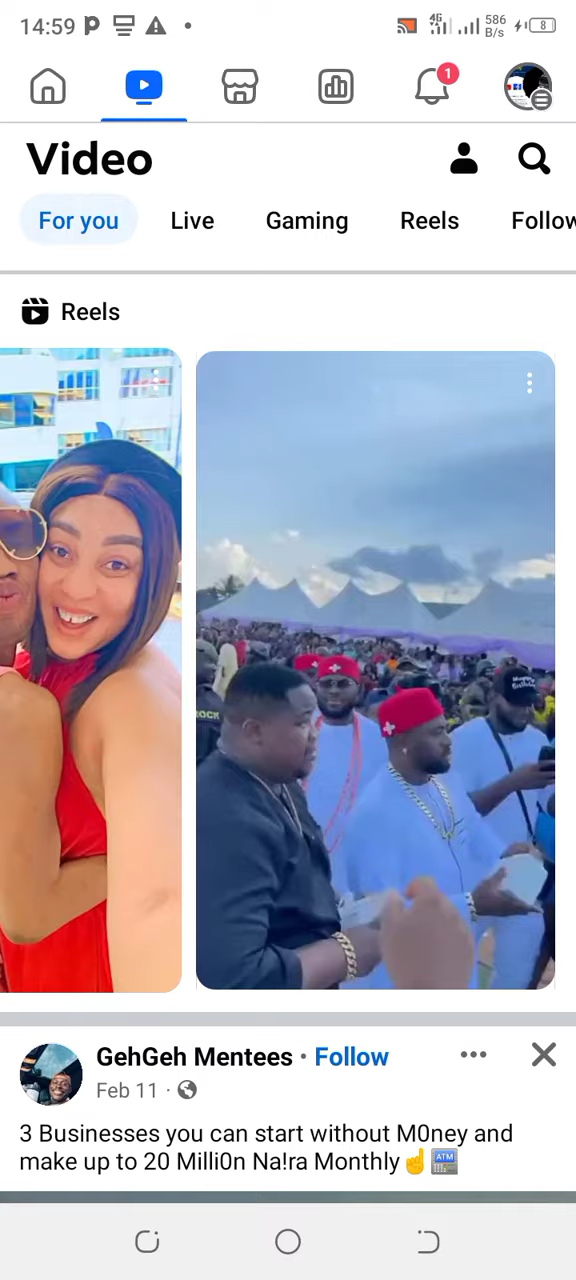 14:59
4G
586
B/s
8
1
Video
For you Live Gaming Reels Follow
Reels
ROCK
GehGeh Mentees · Follow
Feb 11 ·
3 Businesses you can start without M0ney and
make up to 20 Milli0n Na!ra Monthly☝️🏧